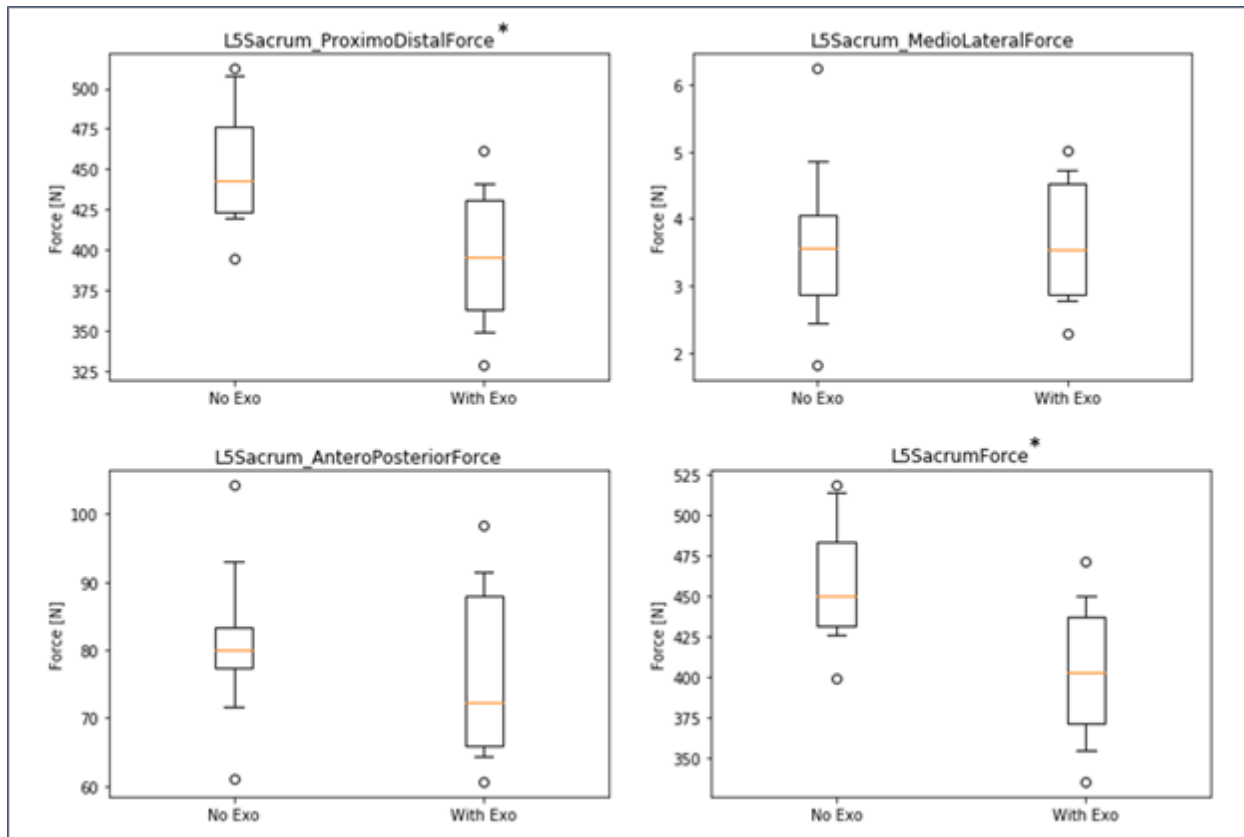 L5Sacrum_ProximoDistalForce *
Force [N]
500
475
450
425
400
375
350
325
No Exo With Exo
L5Sacrum_MedioLateralForce
Force [N]
6
5
4
3
2
No Exo With Exo
L5Sacrum_AnteroPosteriorForce
Force [N]
100
90
80
70
60
No Exo With Exo
L5SacrumForce *
Force [N]
525
500
475
450
425
400
375
350
No Exo With Exo